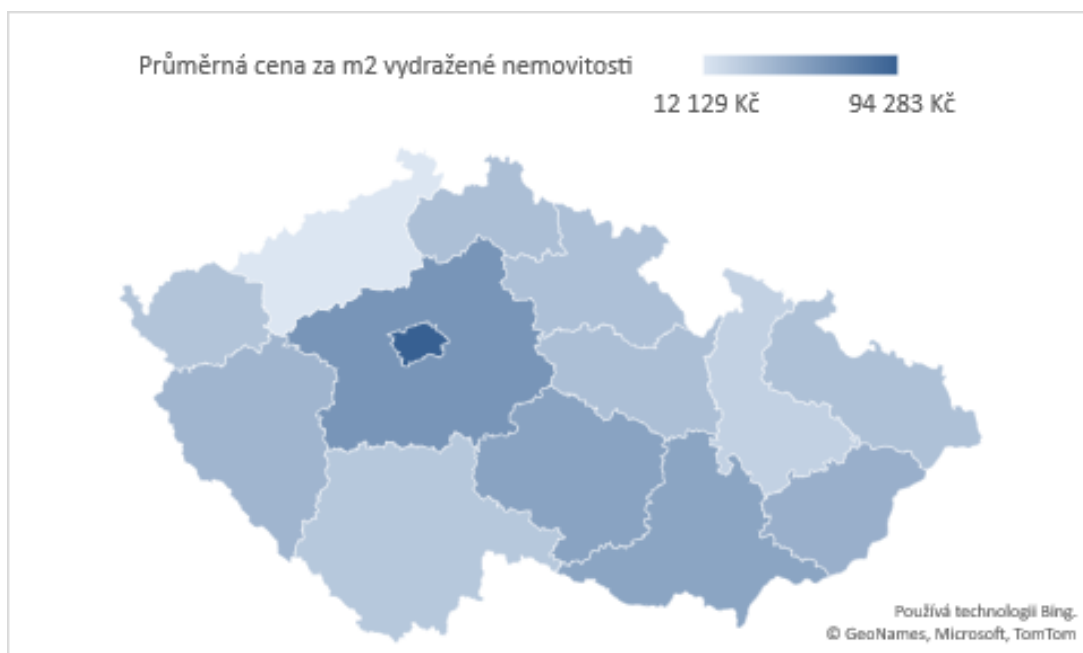 Průměrná cena za m2 vydražené nemovitosti
12 129 Kč 94 283 Kč
Používá technologii Bing.
© GeoNames, Microsoft, TomTom